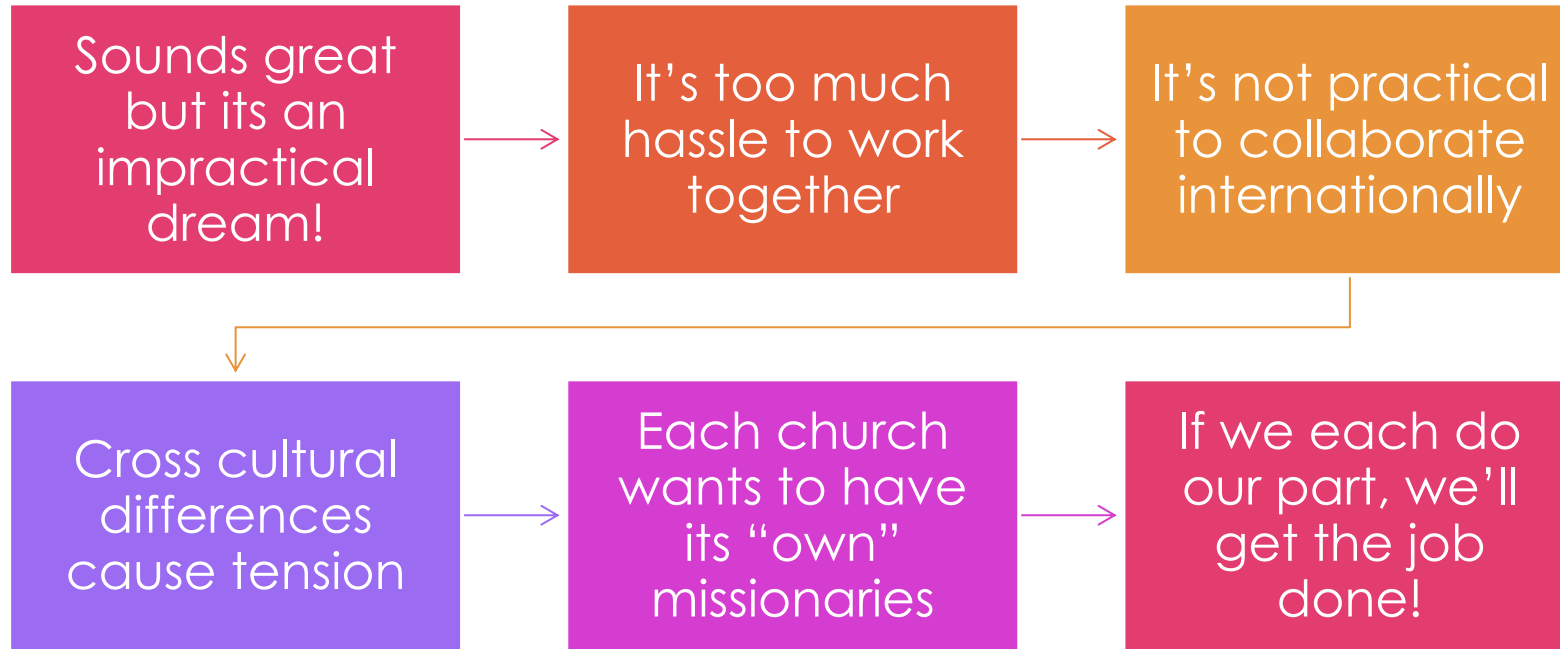 Sounds great
but its an
impractical
dream!
It’s too much
hassle to work
together
It’s not practical
to collaborate
internationally
Cross cultural
differences
cause tension
Each church
wants to have
its “own”
missionaries
If we each do
our part, we’ll
get the job
done!